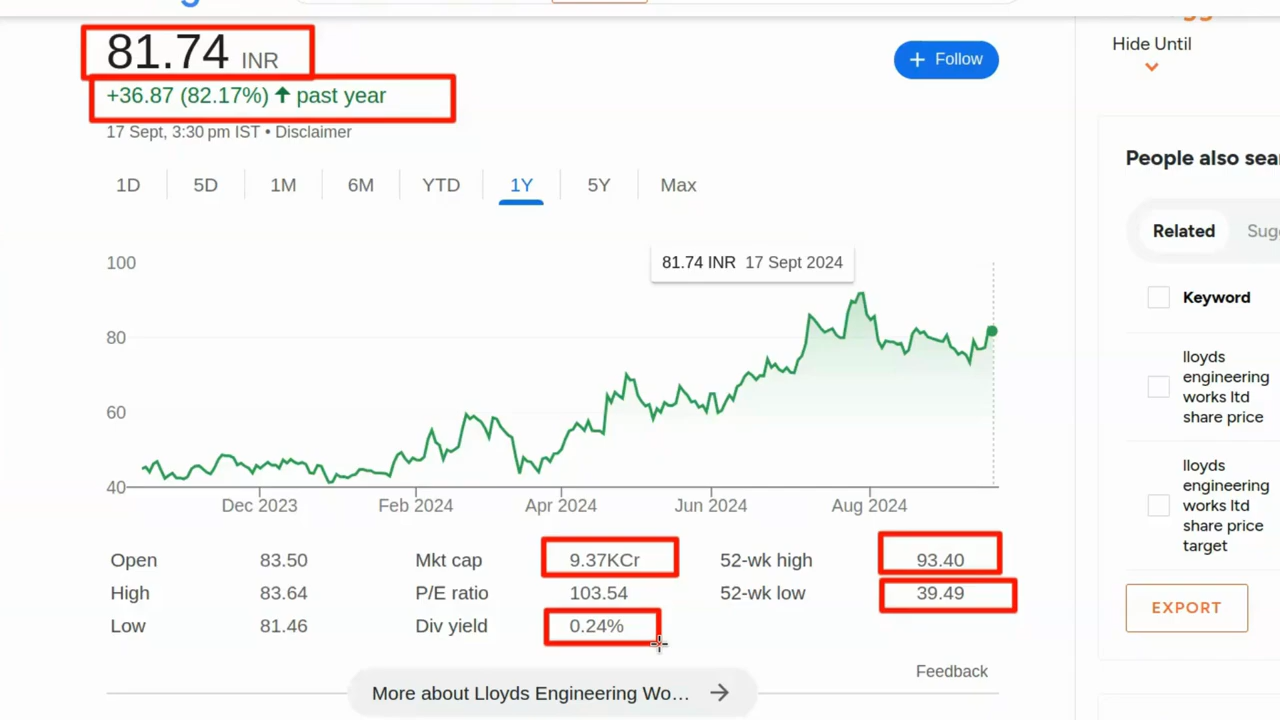 Hide Until
81.74 INR
+ Follow
+36.87 (82.17%) ↑ past year
17 Sept, 3:30 pm IST • Disclaimer
People also sea
1D 5D 1M 6M YTD 1Y 5Y Max
Related Sug
81.74 INR 17 Sept 2024
100
80
60
40
Dec 2023 Feb 2024 Apr 2024 Jun 2024 Aug 2024
Keyword
lloyds
engineering
works ltd
share price
lloyds
engineering
works ltd
share price
target
Open 83.50 Mkt cap 9.37KCr 52-wk high 93.40
High 83.64 P/E ratio 103.54 52-wk low 39.49
Low 81.46 Div yield 0.24%
EXPORT
Feedback
More about Lloyds Engineering Wo... →